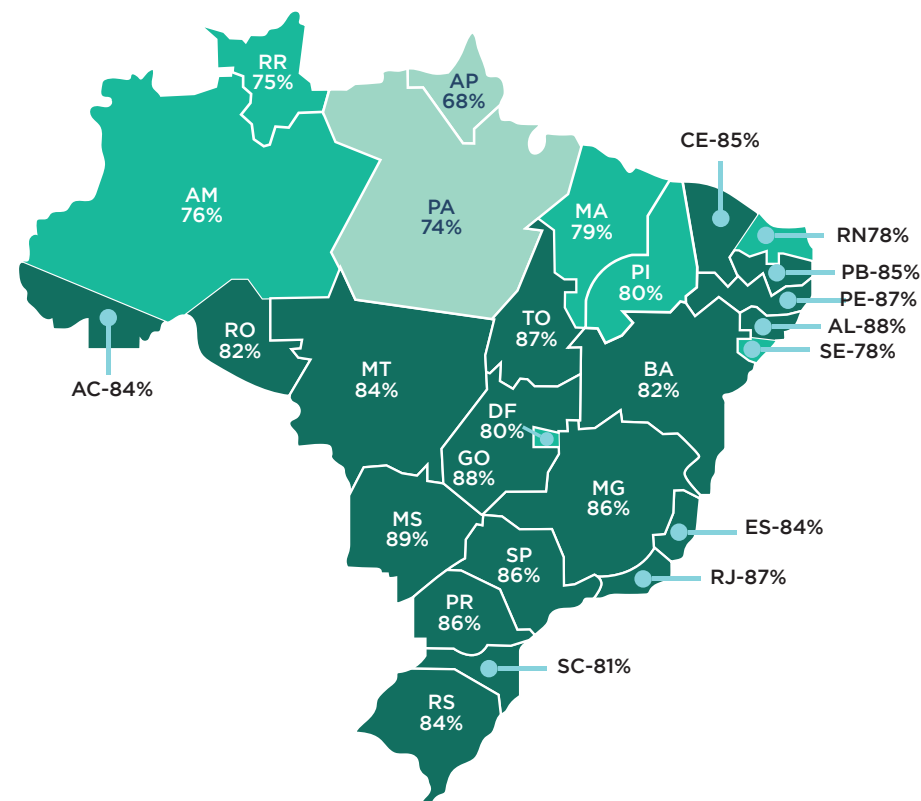 RR
75%
AP
68%
CE-85%
AM
76%
PA
74%
MA
79%
RN78%
PI
80%
PB-85%
PE-87%
AL-88%
SE-78%
TO
87%
RO
82%
AC-84%
MT
84%
BA
82%
DF
80%
GO
88%
MG
86%
MS
89%
ES-84%
SP
86%
RJ-87%
PR
86%
SC-81%
RS
84%